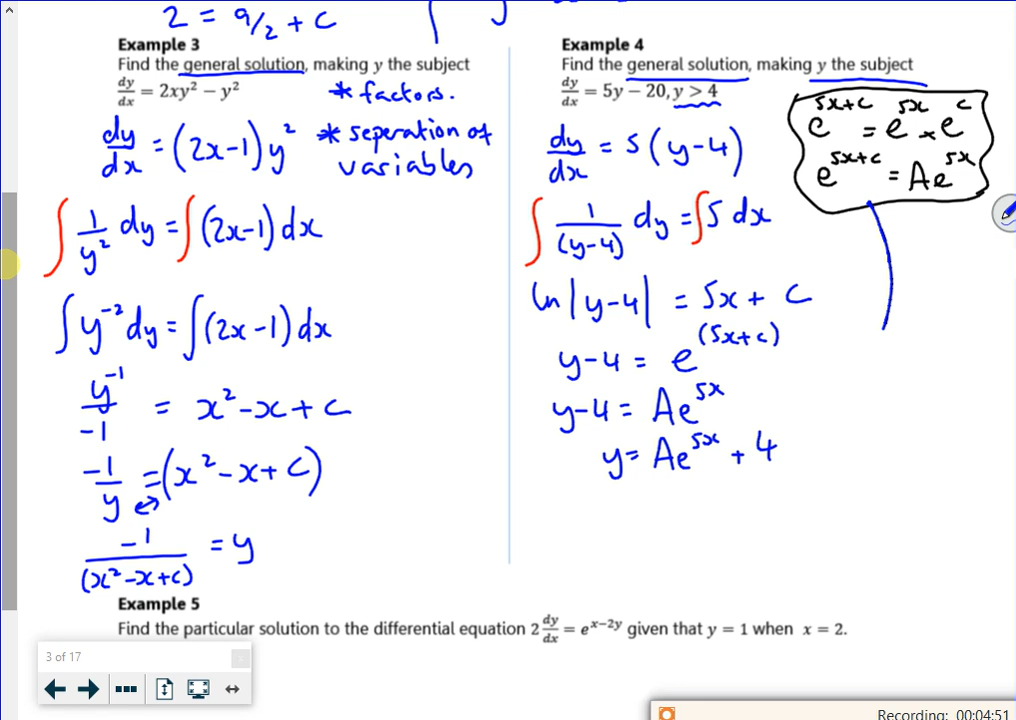 2 = 9/2 + C
Example 3
Find the general solution, making y the subject
dy/dx = 2xy² − y²
* factors.
dy/dx = (2x-1)y²
* seperation of
variables
∫ 1/y² dy = ∫(2x-1)dx
∫y⁻²dy = ∫(2x-1)dx
y⁻¹/-1 = x²-x+c
-1/y = (x²-x+c)
-1/(x²-x+c) = y
Example 4
Find the general solution, making y the subject
dy/dx = 5y − 20, y > 4
e^5x+c = e^5x × e^c
e^5x+c = Ae^5x
dy/dx = 5(y-4)
∫ 1/(y-4) dy = ∫5 dx
ln|y-4| = 5x + c
y-4 = e^(5x+c)
y-4 = Ae^5x
y = Ae^5x + 4
Example 5
Find the particular solution to the differential equation 2 dy/dx = e^x−2y given that y = 1 when x = 2.
3 of 17
Recording: 00:04:51